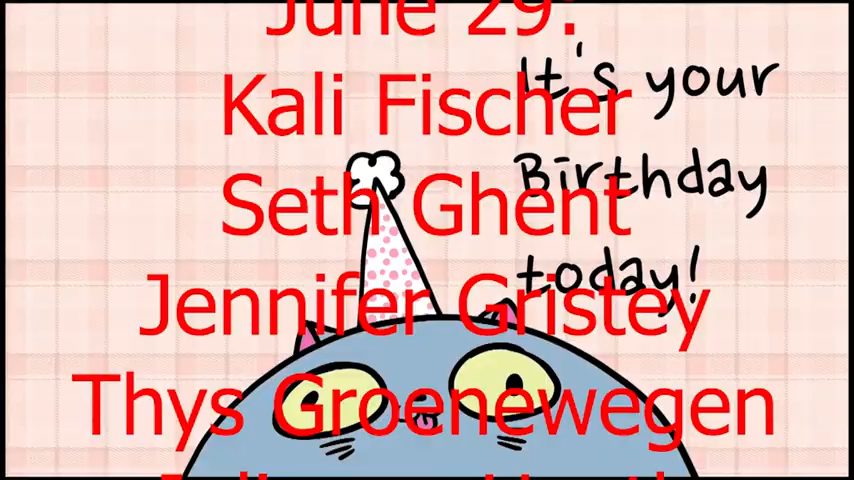 June 29:
It's your
Kali Fischer
Birthday
Seth Ghent
today!
Jennifer Gristey
Thys Groenewegen